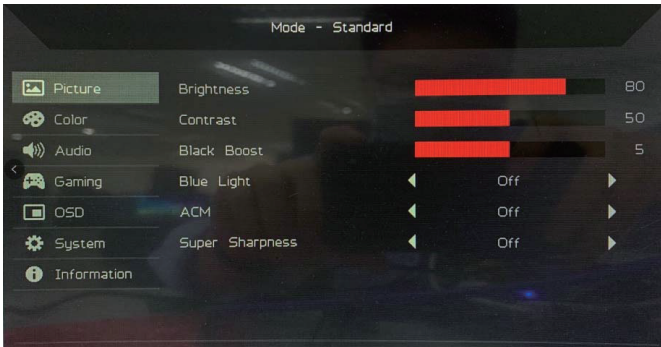 Mode - Standard
Picture
Color
Audio
Gaming
OSD
System
Information
Brightness 80
Contrast 50
Black Boost 5
Blue Light Off
ACM Off
Super Sharpness Off